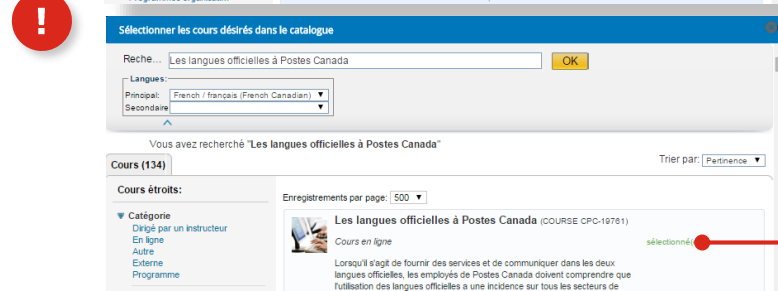 !
Sélectionner les cours désirés dans le catalogue
Reche... Les langues officielles à Postes Canada OK
Langues:
Principal: French / français (French Canadian)
Secondaire
Vous avez recherché "Les langues officielles à Postes Canada"
Cours (134) Trier par: Pertinence
Cours étroits:
Enregistrements par page: 500
Catégorie
Dirigé par un instructeur
En ligne
Autre
Externe
Programme
Les langues officielles à Postes Canada (COURSE CPC-19761)
Cours en ligne sélectionné(
Lorsqu'il s'agit de fournir des services et de communiquer dans les deux
langues officielles, les employés de Postes Canada doivent comprendre que
l'utilisation des langues officielles a une incidence sur tous les secteurs de